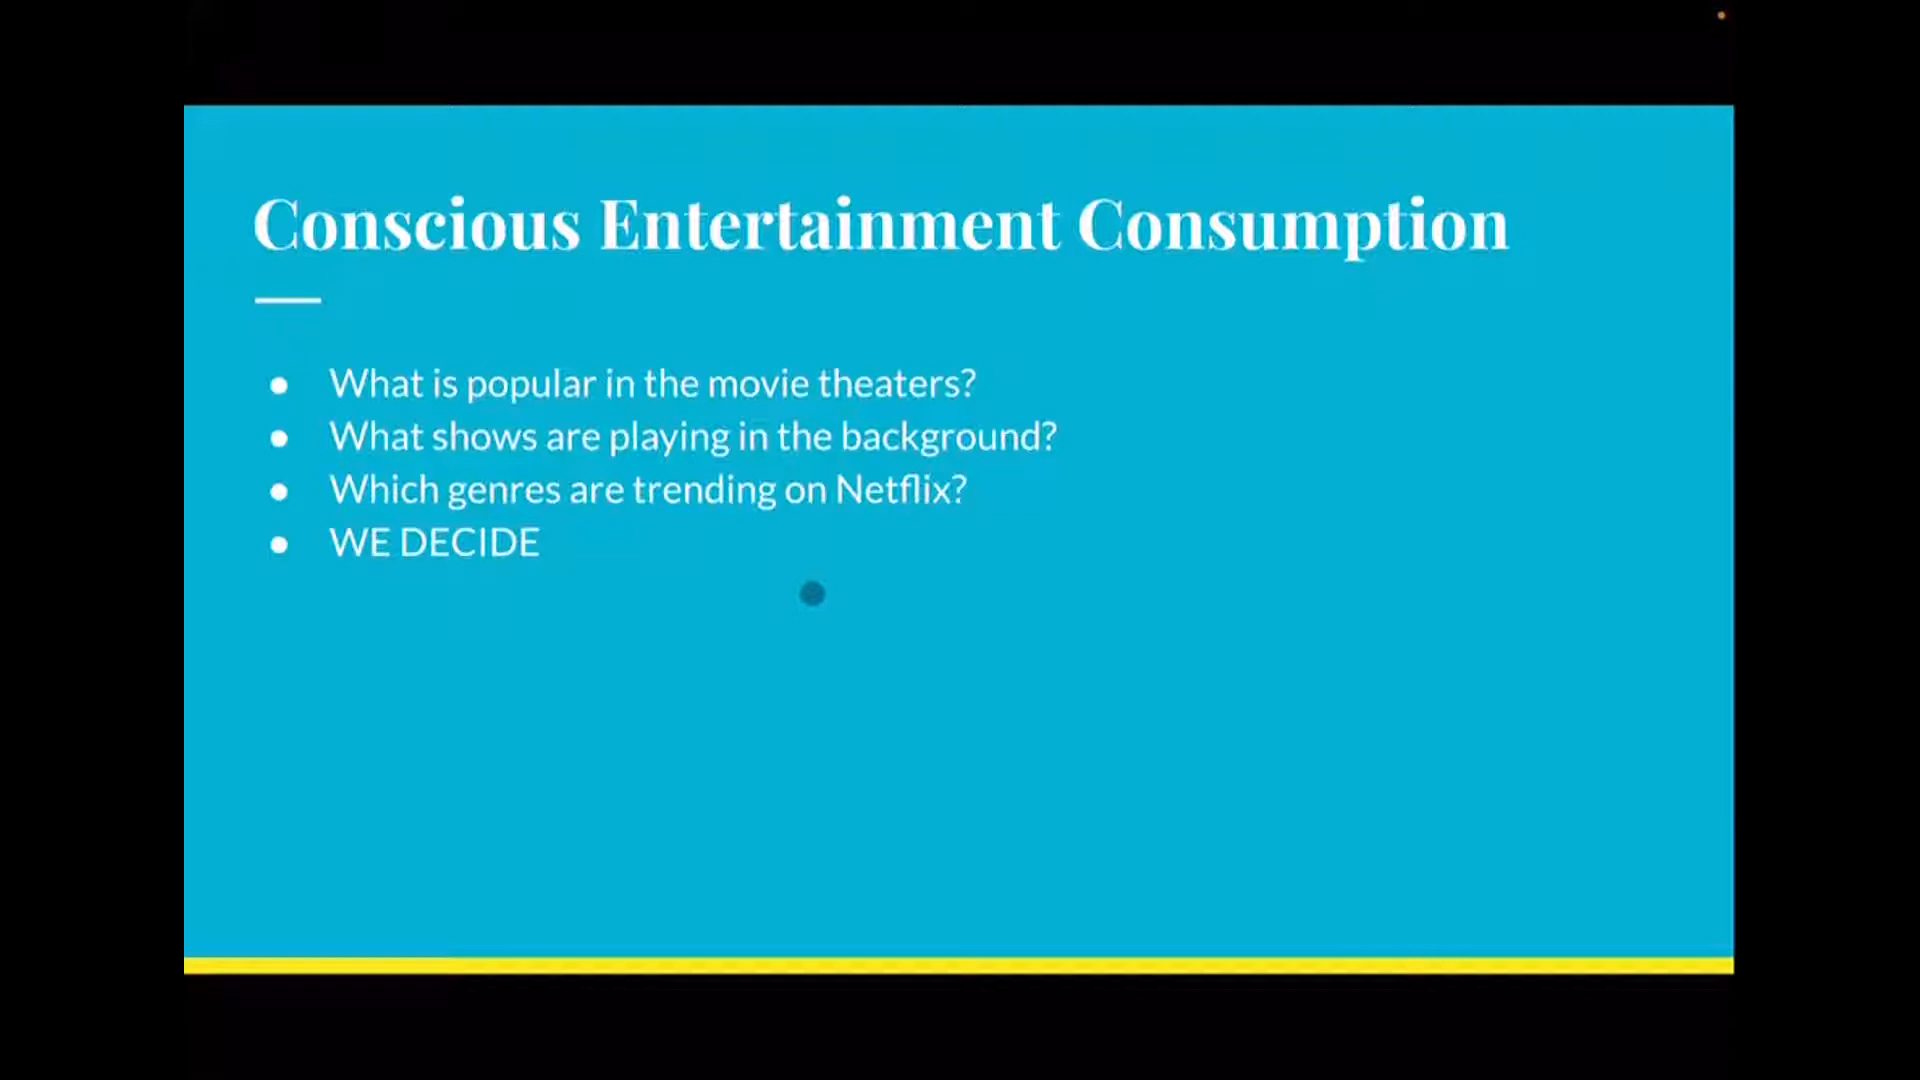 Conscious Entertainment Consumption
● What is popular in the movie theaters?
● What shows are playing in the background?
● Which genres are trending on Netflix?
● WE DECIDE